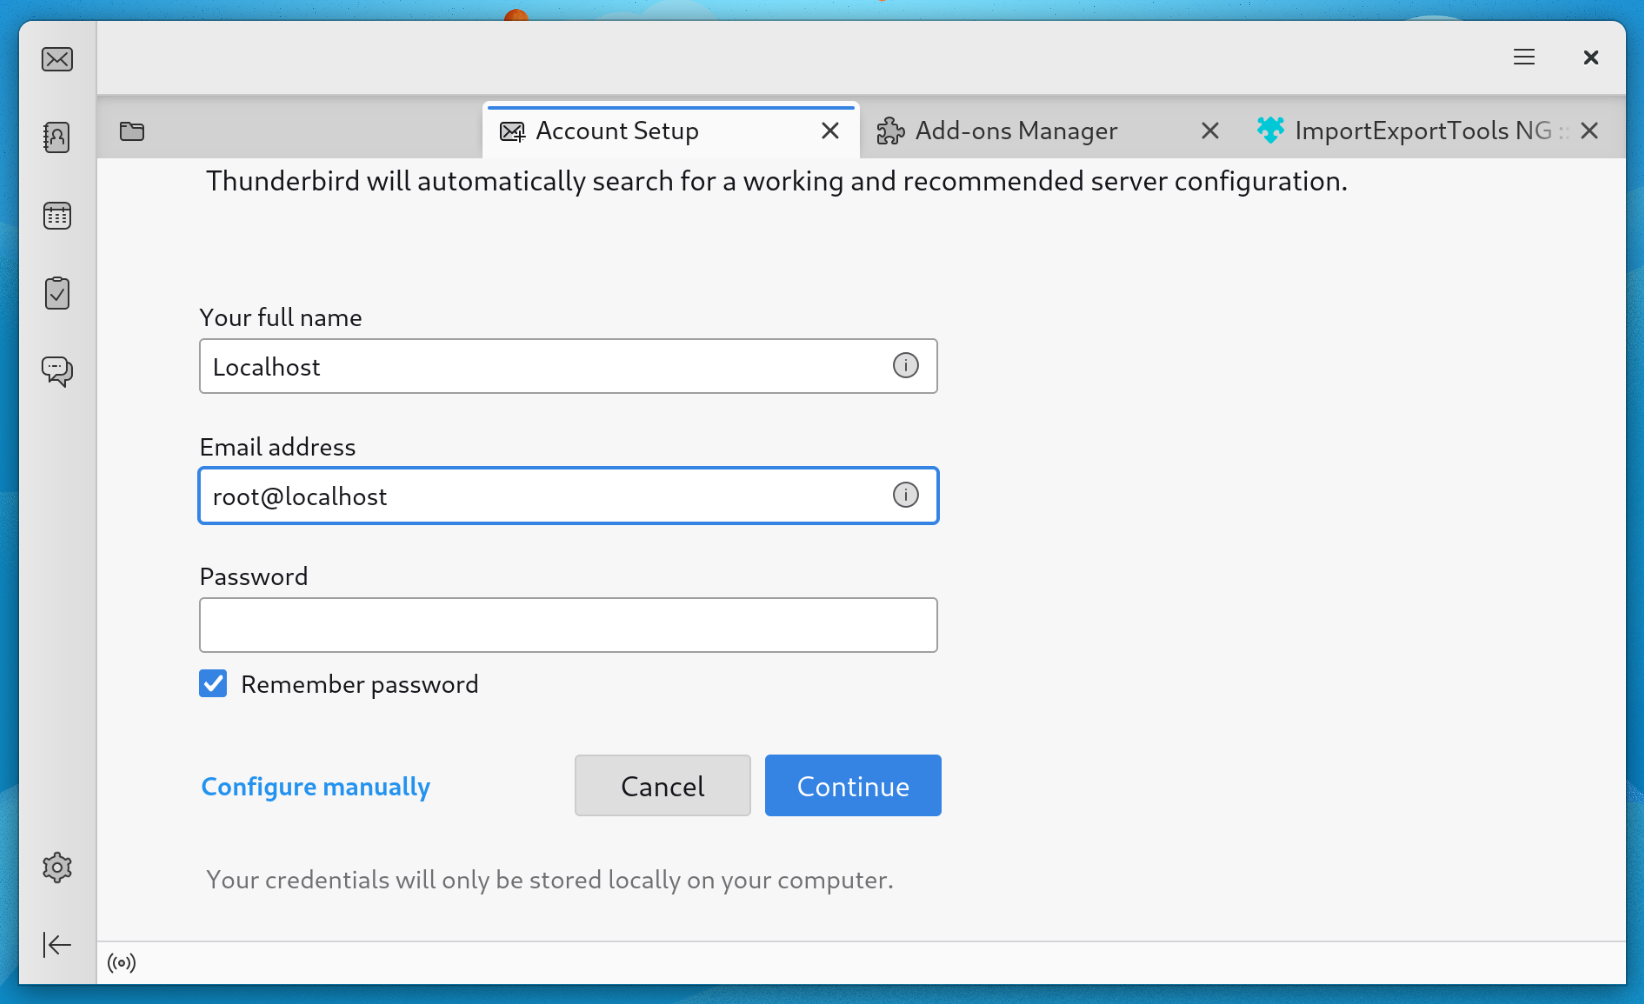 Account Setup
Add-ons Manager
ImportExportTools NG ::
Thunderbird will automatically search for a working and recommended server configuration.
Your full name
Localhost
Email address
root@localhost
Password
Remember password
Configure manually
Cancel
Continue
Your credentials will only be stored locally on your computer.